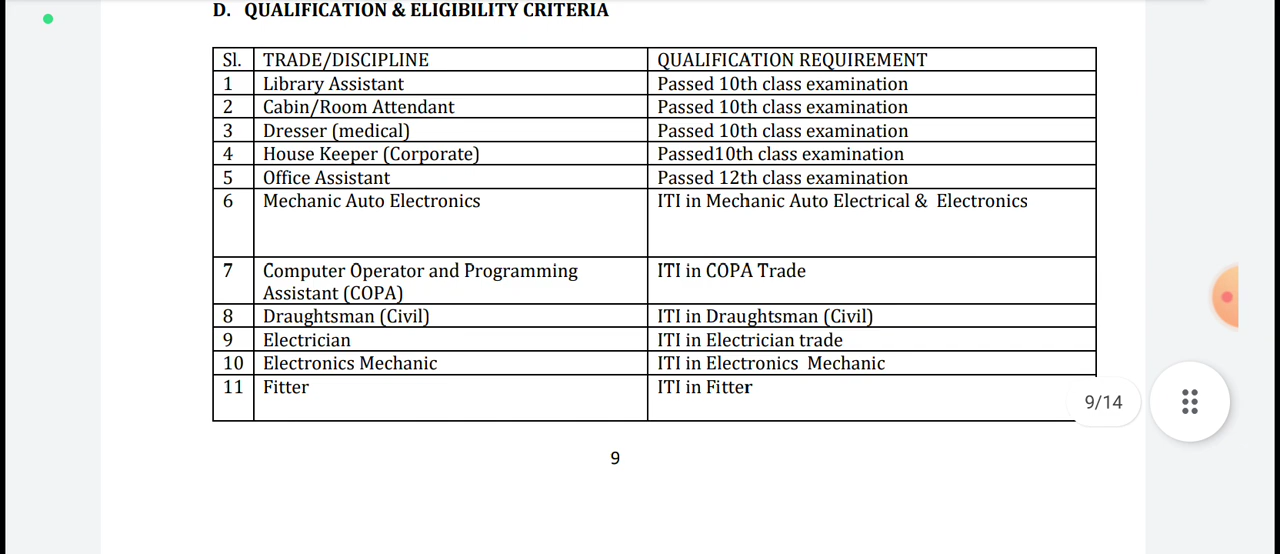 D. QUALIFICATION & ELIGIBILITY CRITERIA
Sl. TRADE/DISCIPLINE QUALIFICATION REQUIREMENT
1 Library Assistant Passed 10th class examination
2 Cabin/Room Attendant Passed 10th class examination
3 Dresser (medical) Passed 10th class examination
4 House Keeper (Corporate) Passed10th class examination
5 Office Assistant Passed 12th class examination
6 Mechanic Auto Electronics ITI in Mechanic Auto Electrical & Electronics
7 Computer Operator and Programming ITI in COPA Trade
Assistant (COPA)
8 Draughtsman (Civil) ITI in Draughtsman (Civil)
9 Electrician ITI in Electrician trade
10 Electronics Mechanic ITI in Electronics Mechanic
11 Fitter ITI in Fitter
9/14
9